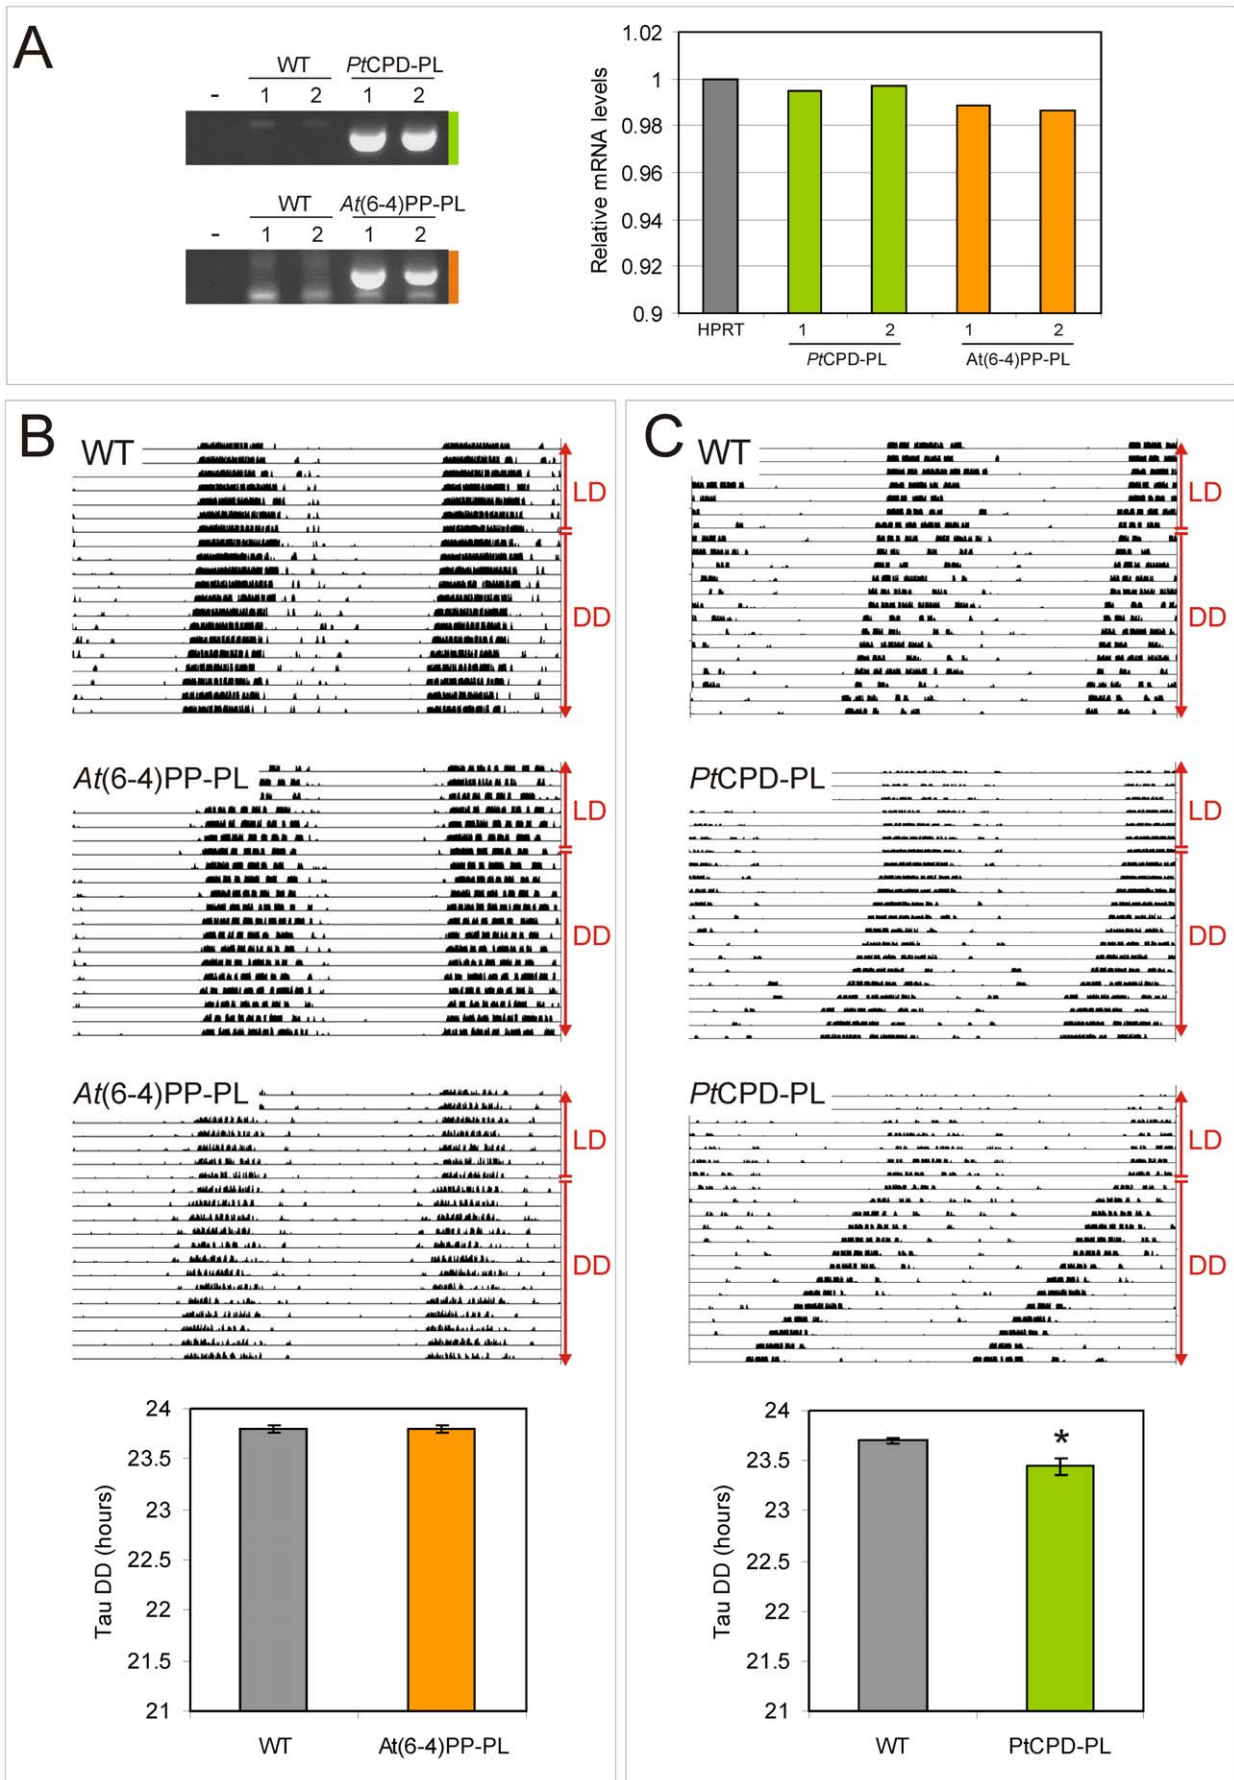 A
WT PtCPD-PL
- 1 2 1 2
WT At(6-4)PP-PL
- 1 2 1 2
Relative mRNA levels
1.02
1
0.98
0.96
0.94
0.92
0.9
HPRT 1 2 1 2
PtCPD-PL At(6-4)PP-PL
B
WT
LD
DD
At(6-4)PP-PL
LD
DD
At(6-4)PP-PL
LD
DD
Tau DD (hours)
24
23.5
23
22.5
22
21.5
21
WT At(6-4)PP-PL
C
WT
LD
DD
PtCPD-PL
LD
DD
PtCPD-PL
LD
DD
Tau DD (hours)
24
23.5
23
22.5
22
21.5
21
*
WT PtCPD-PL